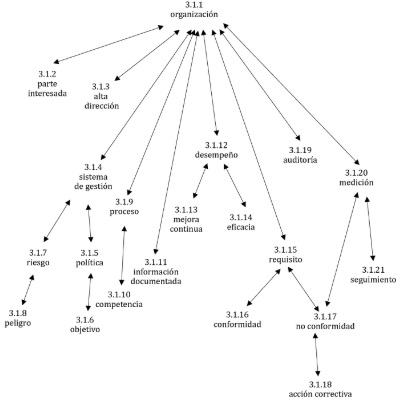 3.1.1
organización
3.1.2
parte
interesada
3.1.3
alta
dirección
3.1.4
sistema
de gestión
3.1.9
proceso
3.1.12
desempeño
3.1.19
auditoría
3.1.20
medición
3.1.13
mejora
continua
3.1.14
eficacia
3.1.7
riesgo
3.1.5
política
3.1.11
información
documentada
3.1.15
requisito
3.1.21
seguimiento
3.1.8
peligro
3.1.6
objetivo
3.1.10
competencia
3.1.16
conformidad
3.1.17
no conformidad
3.1.18
acción correctiva